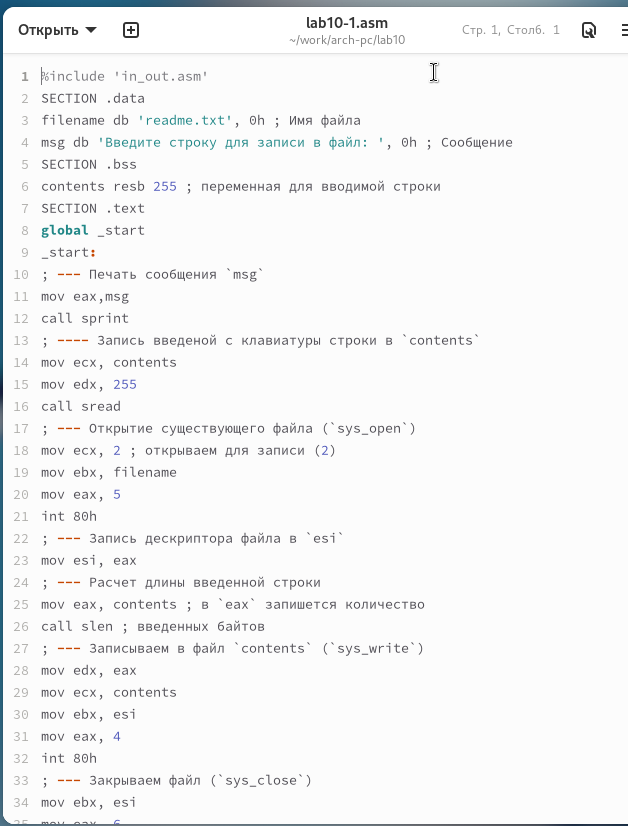 Открыть
lab10-1.asm
~/work/arch-pc/lab10
Стр. 1, Столб. 1
1 %include 'in_out.asm'
2 SECTION .data
3 filename db 'readme.txt', 0h ; Имя файла
4 msg db 'Введите строку для записи в файл: ', 0h ; Сообщение
5 SECTION .bss
6 contents resb 255 ; переменная для вводимой строки
7 SECTION .text
8 global _start
9 _start:
10 ; --- Печать сообщения `msg`
11 mov eax,msg
12 call sprint
13 ; ---- Запись введеной с клавиатуры строки в `contents`
14 mov ecx, contents
15 mov edx, 255
16 call sread
17 ; --- Открытие существующего файла (`sys_open`)
18 mov ecx, 2 ; открываем для записи (2)
19 mov ebx, filename
20 mov eax, 5
21 int 80h
22 ; --- Запись дескриптора файла в `esi`
23 mov esi, eax
24 ; --- Расчет длины введенной строки
25 mov eax, contents ; в `eax` запишется количество
26 call slen ; введенных байтов
27 ; --- Записываем в файл `contents` (`sys_write`)
28 mov edx, eax
29 mov ecx, contents
30 mov ebx, esi
31 mov eax, 4
32 int 80h
33 ; --- Закрываем файл (`sys_close`)
34 mov ebx, esi
35 mov eax, 6